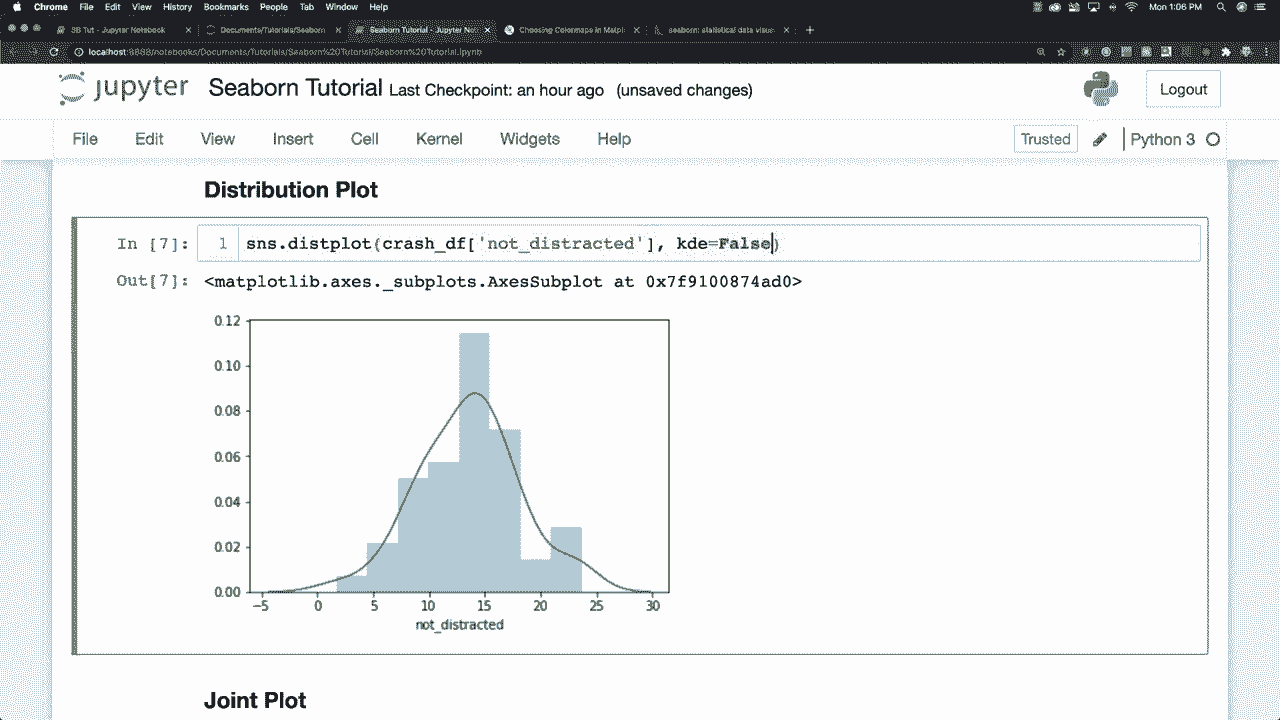 Chrome File Edit View History Bookmarks People Tab Window Help Mon 1:06 PM
SB Tut - Jupyter Notebook Documents/Tutorials/Seaborn Seaborn Tutorial - Jupyter Not Choosing Colormaps in Matpl seaborn: statistical data visua
localhost:8888/notebooks/Documents/Tutorials/Seaborn%20Tutorial/Seaborn%20Tutorial.ipynb
jupyter Seaborn Tutorial Last Checkpoint: an hour ago (unsaved changes) Logout
File Edit View Insert Cell Kernel Widgets Help Trusted Python 3
Distribution Plot
In [7]: 1 sns.distplot(crash_df['not_distracted'], kde=False)
Out[7]: <matplotlib.axes._subplots.AxesSubplot at 0x7f9100874ad0>
0.12
0.10
0.08
0.06
0.04
0.02
0.00
−5 0 5 10 15 20 25 30
not_distracted
Joint Plot